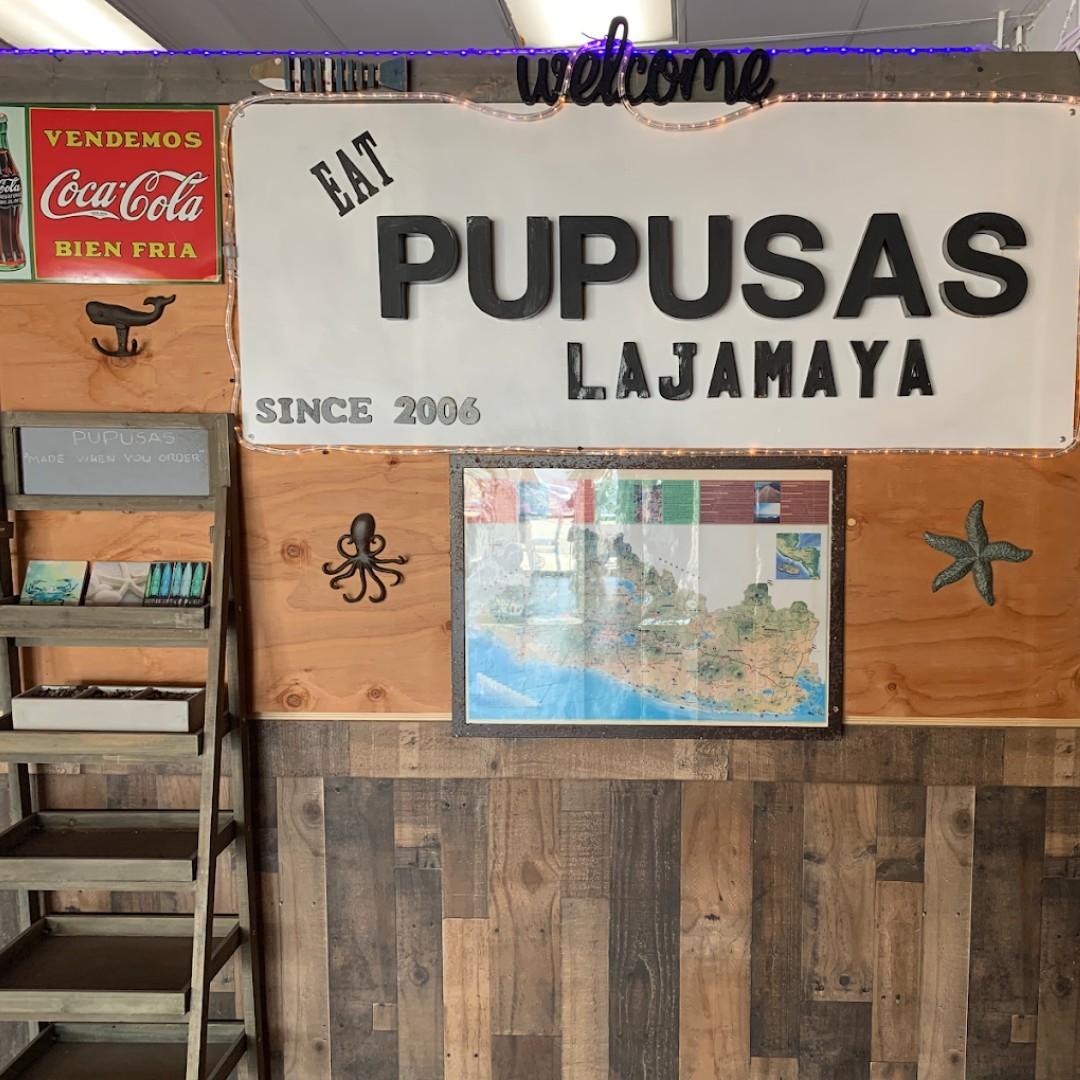 welcome
VENDEMOS
Coca-Cola
BIEN FRIA
EAT
PUPUSAS
LAJAMAYA
SINCE 2006
PUPUSAS
"MADE WHEN YOU ORDER"